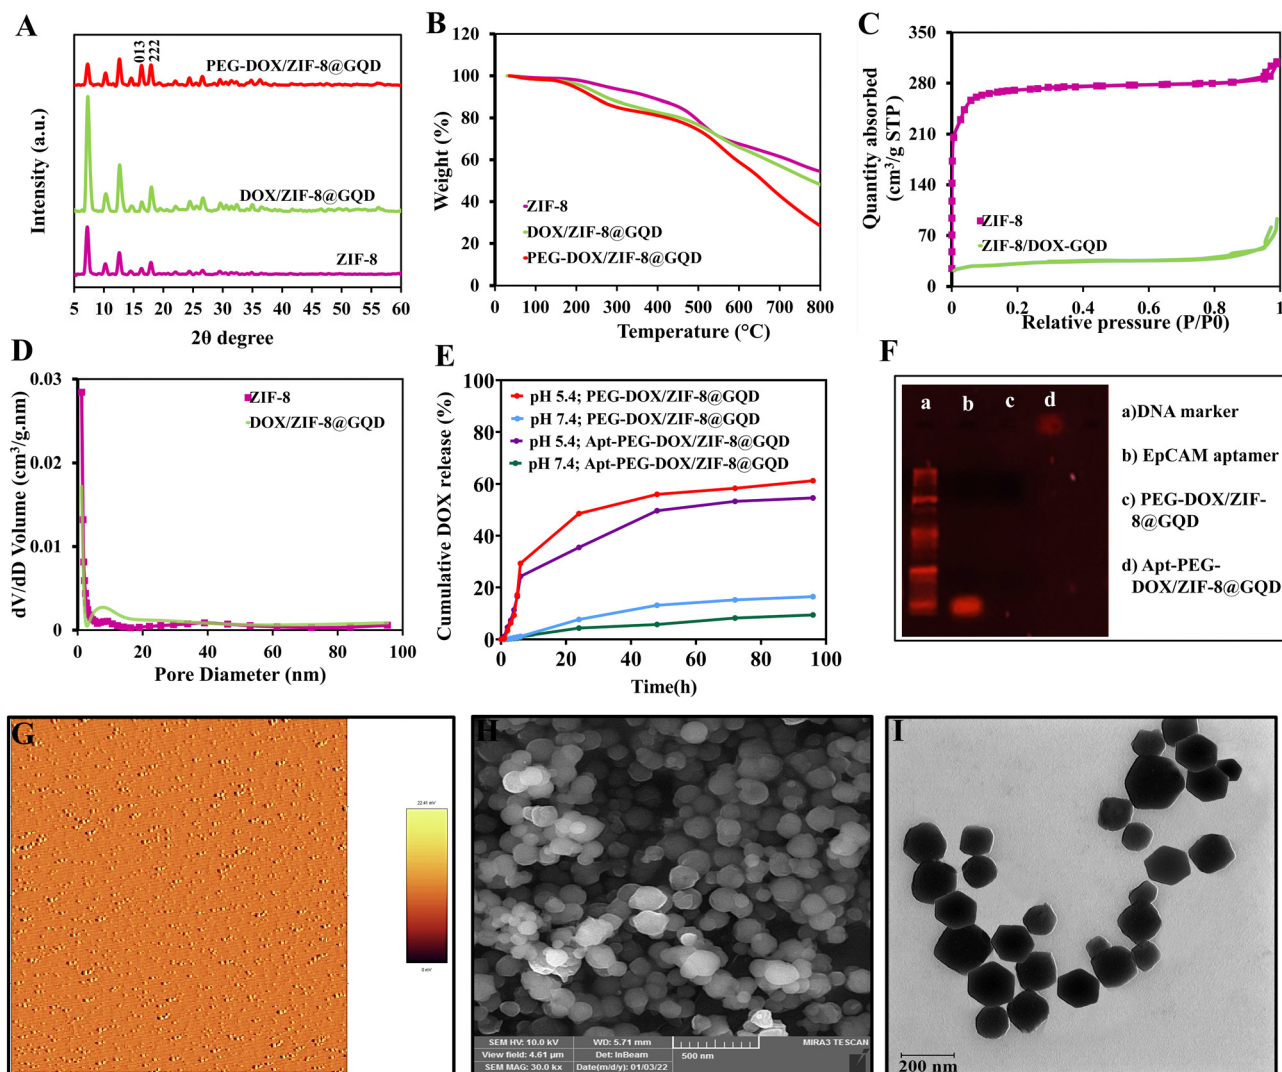 A
013
222
PEG-DOX/ZIF-8@GQD
DOX/ZIF-8@GQD
ZIF-8
Intensity (a.u.)
5 10 15 20 25 30 35 40 45 50 55 60
2θ degree
B
120
100
80
60
40
20
0
Weight (%)
ZIF-8
DOX/ZIF-8@GQD
PEG-DOX/ZIF-8@GQD
0 100 200 300 400 500 600 700 800
Temperature (°C)
C
350
280
210
140
70
0
Quantity absorbed
(cm³/g STP )
ZIF-8
ZIF-8/DOX-GQD
0 0.2 0.4 0.6 0.8 1
Relative pressure (P/P0)
D
0.03
0.02
0.01
0
dV/dD Volume (cm³/g.nm)
ZIF-8
DOX/ZIF-8@GQD
0 20 40 60 80 100
Pore Diameter (nm)
E
100
80
60
40
20
0
Cumulative DOX release (%)
pH 5.4; PEG-DOX/ZIF-8@GQD
pH 7.4; PEG-DOX/ZIF-8@GQD
pH 5.4; Apt-PEG-DOX/ZIF-8@GQD
pH 7.4; Apt-PEG-DOX/ZIF-8@GQD
0 20 40 60 80 100
Time(h)
F
a b c d
a)DNA marker
b) EpCAM aptamer
c) PEG-DOX/ZIF-
8@GQD
d) Apt-PEG-
DOX/ZIF-8@GQD
G
22.41 mV
0 mV
H
SEM HV: 10.0 kV WD: 5.71 mm MIRA3 TESCAN
View field: 4.61 µm Det: InBeam 500 nm
SEM MAG: 30.0 kx Date(m/d/y): 01/03/22
I
200 nm